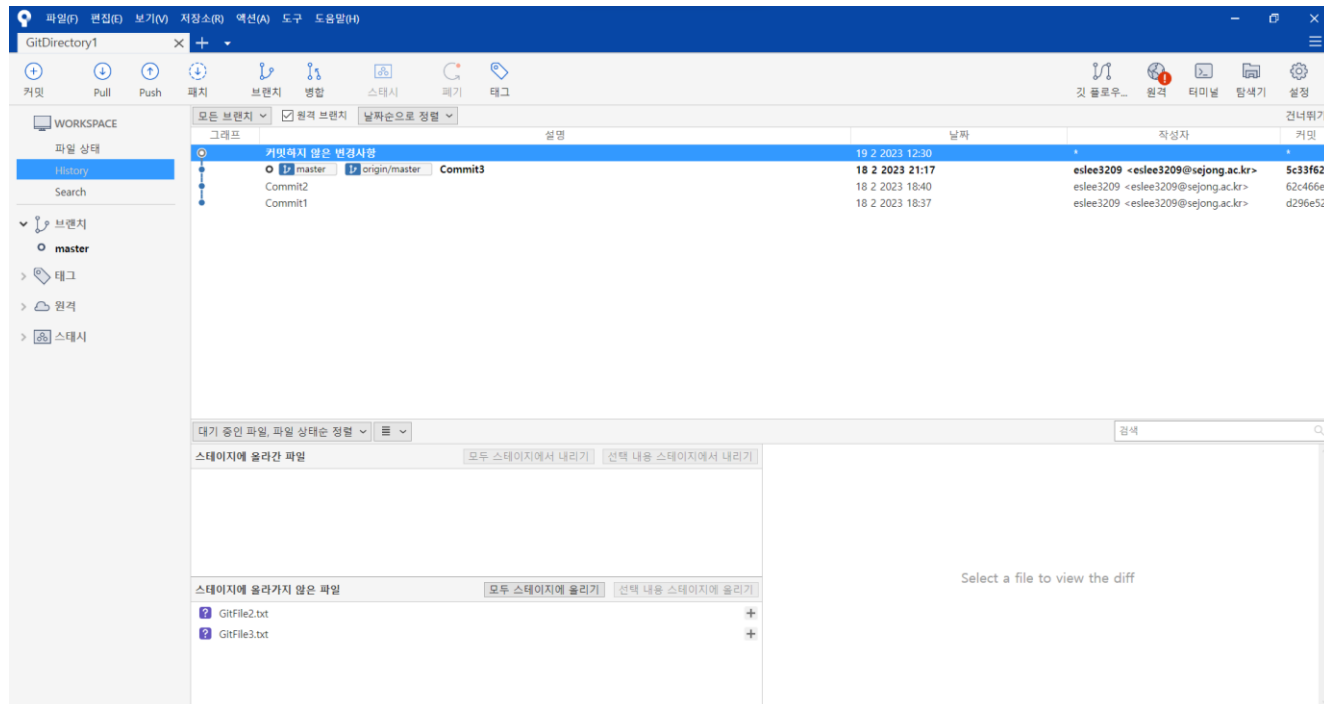 파일(F) 편집(E) 보기(V) 저장소(R) 액션(A) 도구 도움말(H)
GitDirectory1
커밋 Pull Push 패치 브랜치 병합 스태시 폐기 태그 깃 플로우... 원격 터미널 탐색기 설정
WORKSPACE
파일 상태
History
Search
브랜치
master
태그
원격
스태시
모든 브랜치 원격 브랜치 날짜순으로 정렬 건너뛰기
그래프 설명 날짜 작성자 커밋
커밋하지 않은 변경사항 19 2 2023 12:30 * *
master origin/master Commit3 18 2 2023 21:17 eslee3209 <eslee3209@sejong.ac.kr> 5c33f62
Commit2 18 2 2023 18:40 eslee3209 <eslee3209@sejong.ac.kr> 62c466e
Commit1 18 2 2023 18:37 eslee3209 <eslee3209@sejong.ac.kr> d296e52
대기 중인 파일, 파일 상태순 정렬 검색
스테이지에 올라간 파일 모두 스테이지에서 내리기 선택 내용 스테이지에서 내리기
Select a file to view the diff
스테이지에 올라가지 않은 파일 모두 스테이지에 올리기 선택 내용 스테이지에 올리기
GitFile2.txt
GitFile3.txt